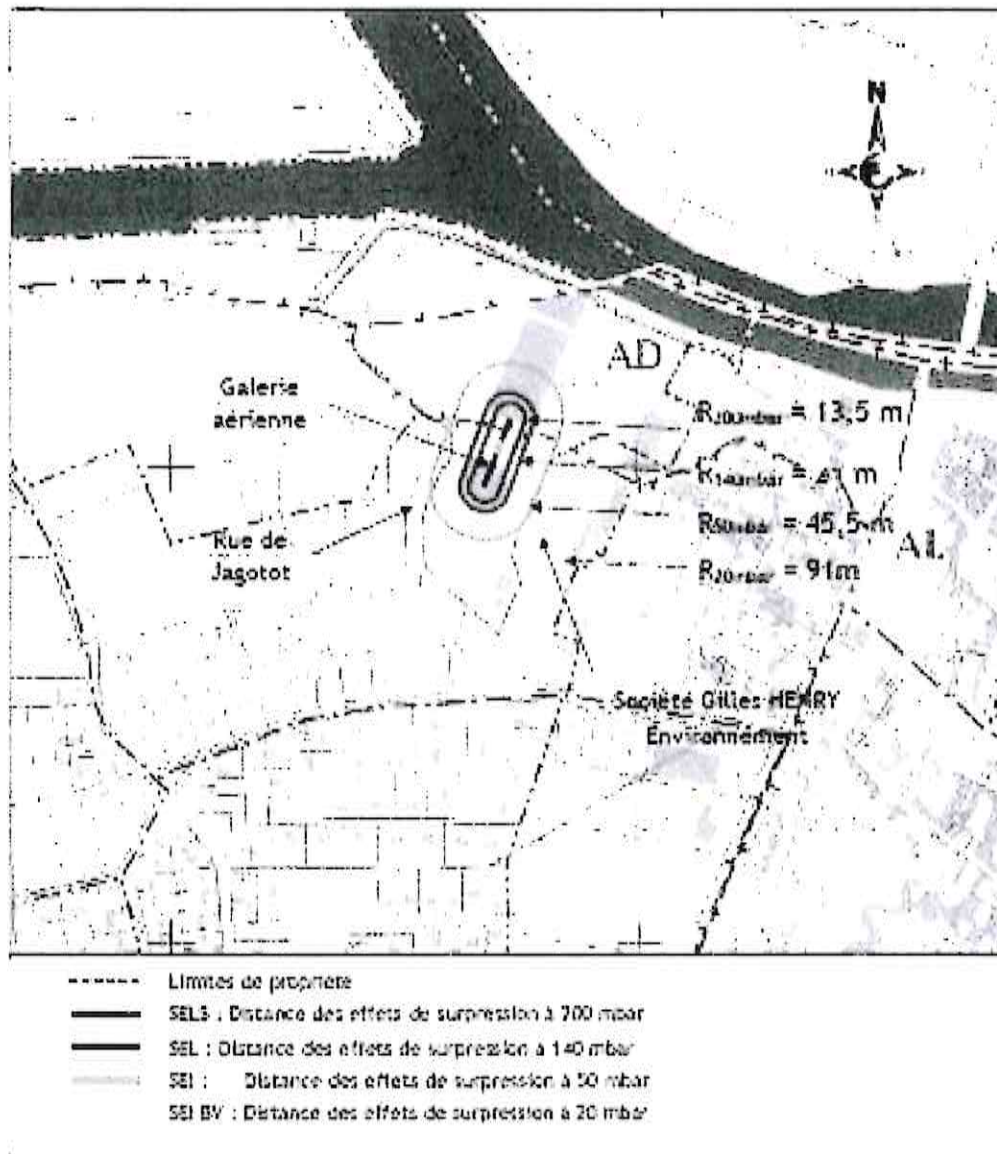 N
AD
Galerie
aérienne
R200mbar = 13,5 m
R140mbar = m
R50mbar = 45,5 m
AL
Rue de
Jagotot
R20mbar = 91m
Société Gilles HENRY
Environnément
Limites de propriété
SELS : Distance des effets de surpression à 200 mbar
SEL : Distance des effets de surpression à 140 mbar
SEI : Distance des effets de surpression à 50 mbar
SEI BV : Distance des effets de surpression à 20 mbar